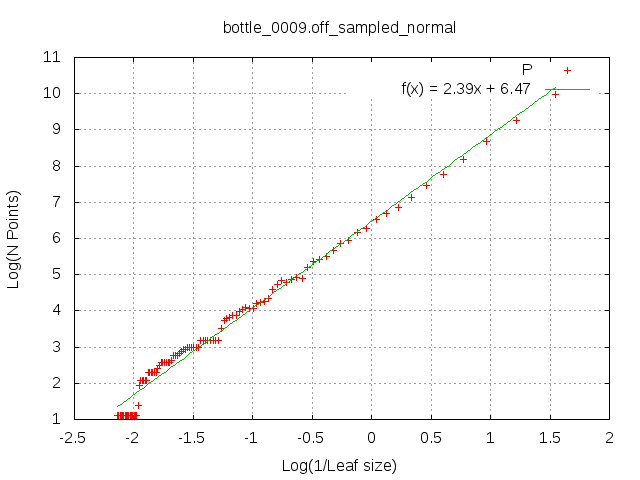 bottle_0009.off_sampled_normal
11
10
9
8
7
6
5
4
3
2
1
Log(N Points)
P
f(x) = 2.39x + 6.47
-2.5 -2 -1.5 -1 -0.5 0 0.5 1 1.5 2
Log(1/Leaf size)